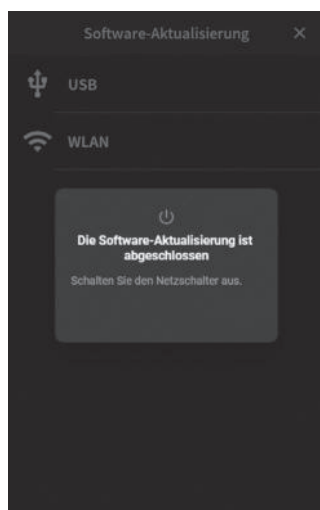 Software-Aktualisierung
USB
WLAN
Die Software-Aktualisierung ist
abgeschlossen
Schalten Sie den Netzschalter aus.